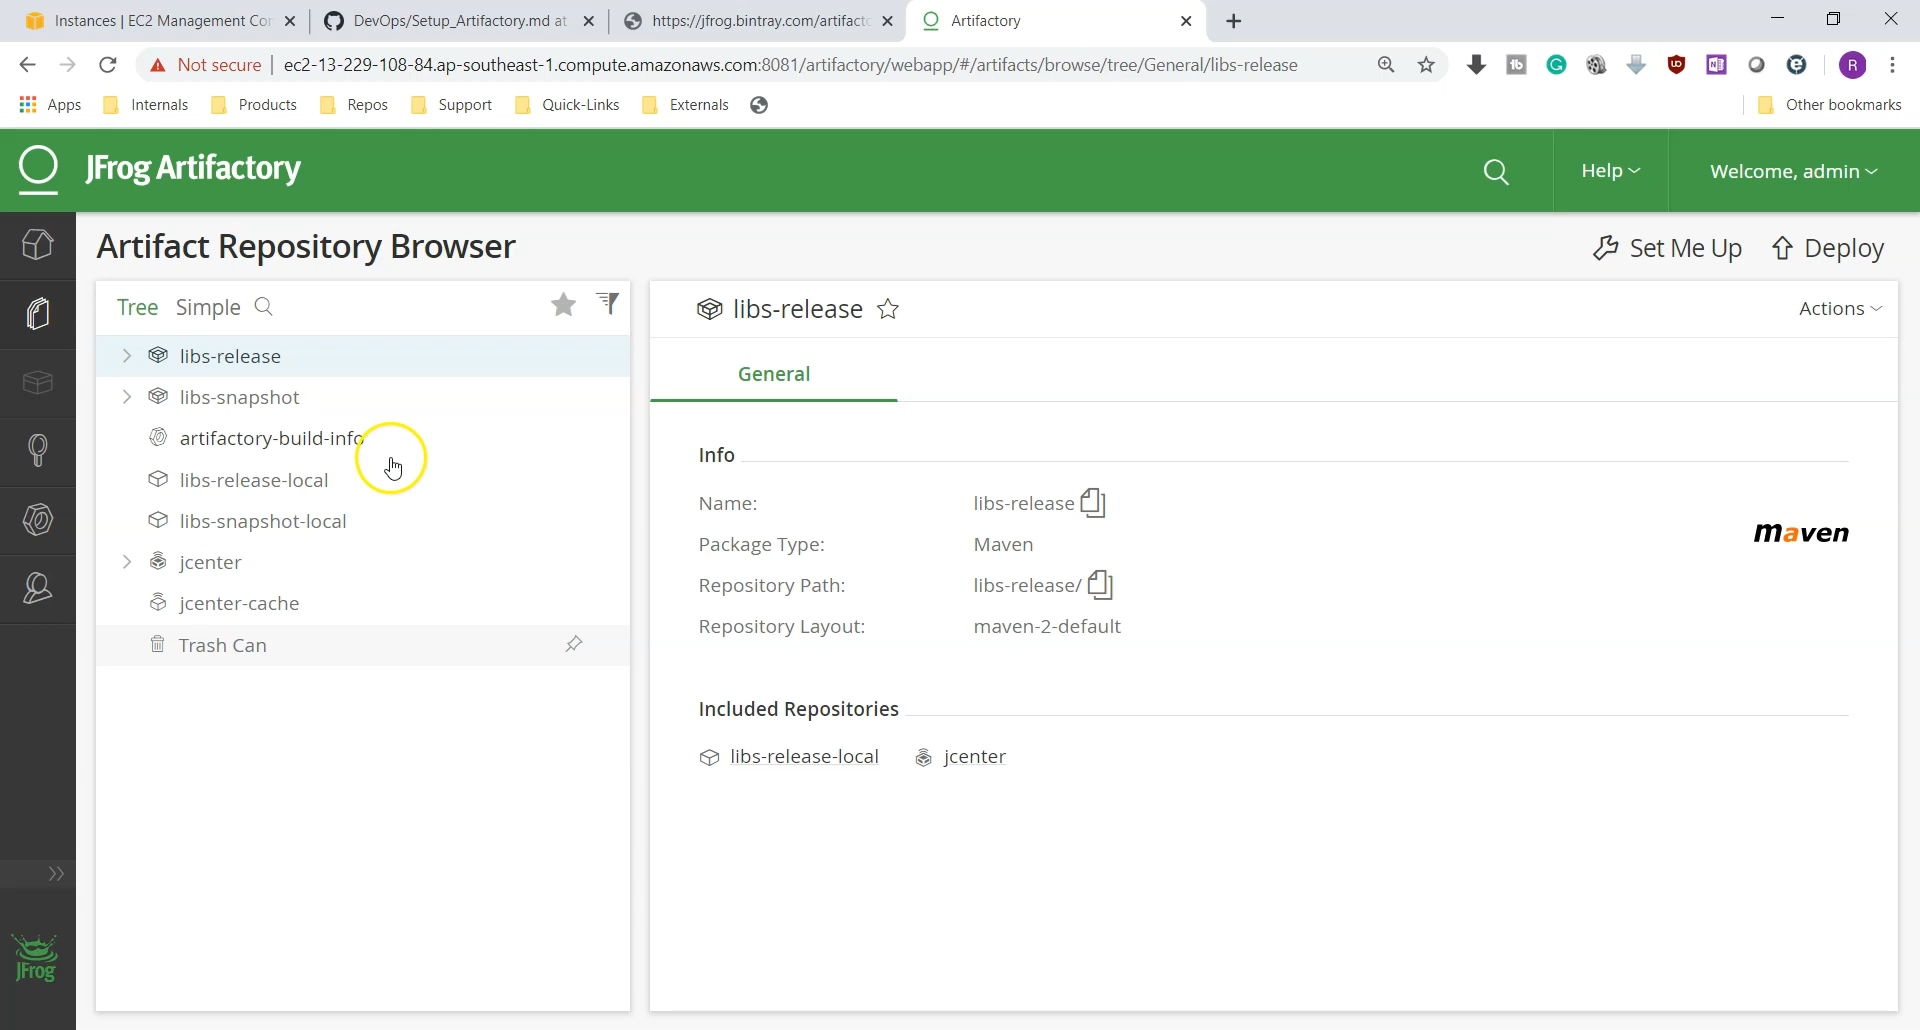 Instances | EC2 Management Con
DevOps/Setup_Artifactory.md at
https://jfrog.bintray.com/artifacto
Artifactory
Not secure
ec2-13-229-108-84.ap-southeast-1.compute.amazonaws.com:8081/artifactory/webapp/#/artifacts/browse/tree/General/libs-release
R
Apps
Internals
Products
Repos
Support
Quick-Links
Externals
Other bookmarks
JFrog Artifactory
Help
Welcome, admin
Artifact Repository Browser
Set Me Up
Deploy
Tree
Simple
libs-release
Actions
libs-release
libs-snapshot
artifactory-build-info
libs-release-local
libs-snapshot-local
jcenter
jcenter-cache
Trash Can
General
Info
Name:
libs-release
Package Type:
Maven
Repository Path:
libs-release/
Repository Layout:
maven-2-default
maven
Included Repositories
libs-release-local
jcenter
JFrog